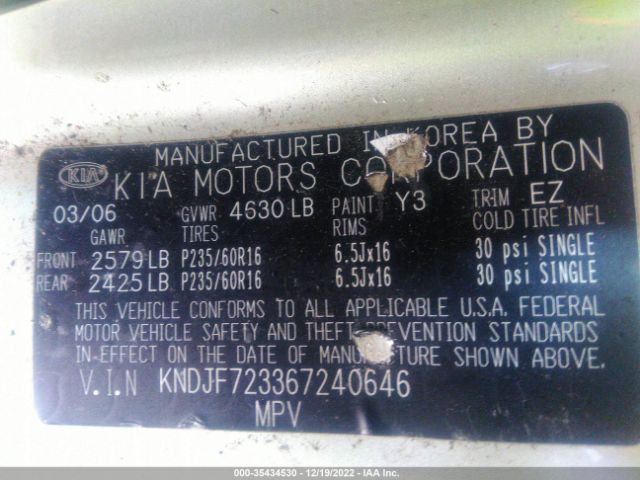 MANUFACTURED IN KOREA BY
KIA KIA MOTORS CORPORATION
03/06 GVWR 4630 LB PAINT Y3 TRIM EZ
GAWR TIRES RIMS COLD TIRE INFL
FRONT 2579 LB P235/60R16 6.5Jx16 30 psi SINGLE
REAR 2425 LB P235/60R16 6.5Jx16 30 psi SINGLE
THIS VEHICLE CONFORMS TO ALL APPLICABLE U.S.A. FEDERAL
MOTOR VEHICLE SAFETY AND THEFT PREVENTION STANDARDS
IN EFFECT ON THE DATE OF MANUFACTURE SHOWN ABOVE.
V.I.N KNDJF723367240646
MPV
000-35434530 - 12/19/2022 - IAAI.COM